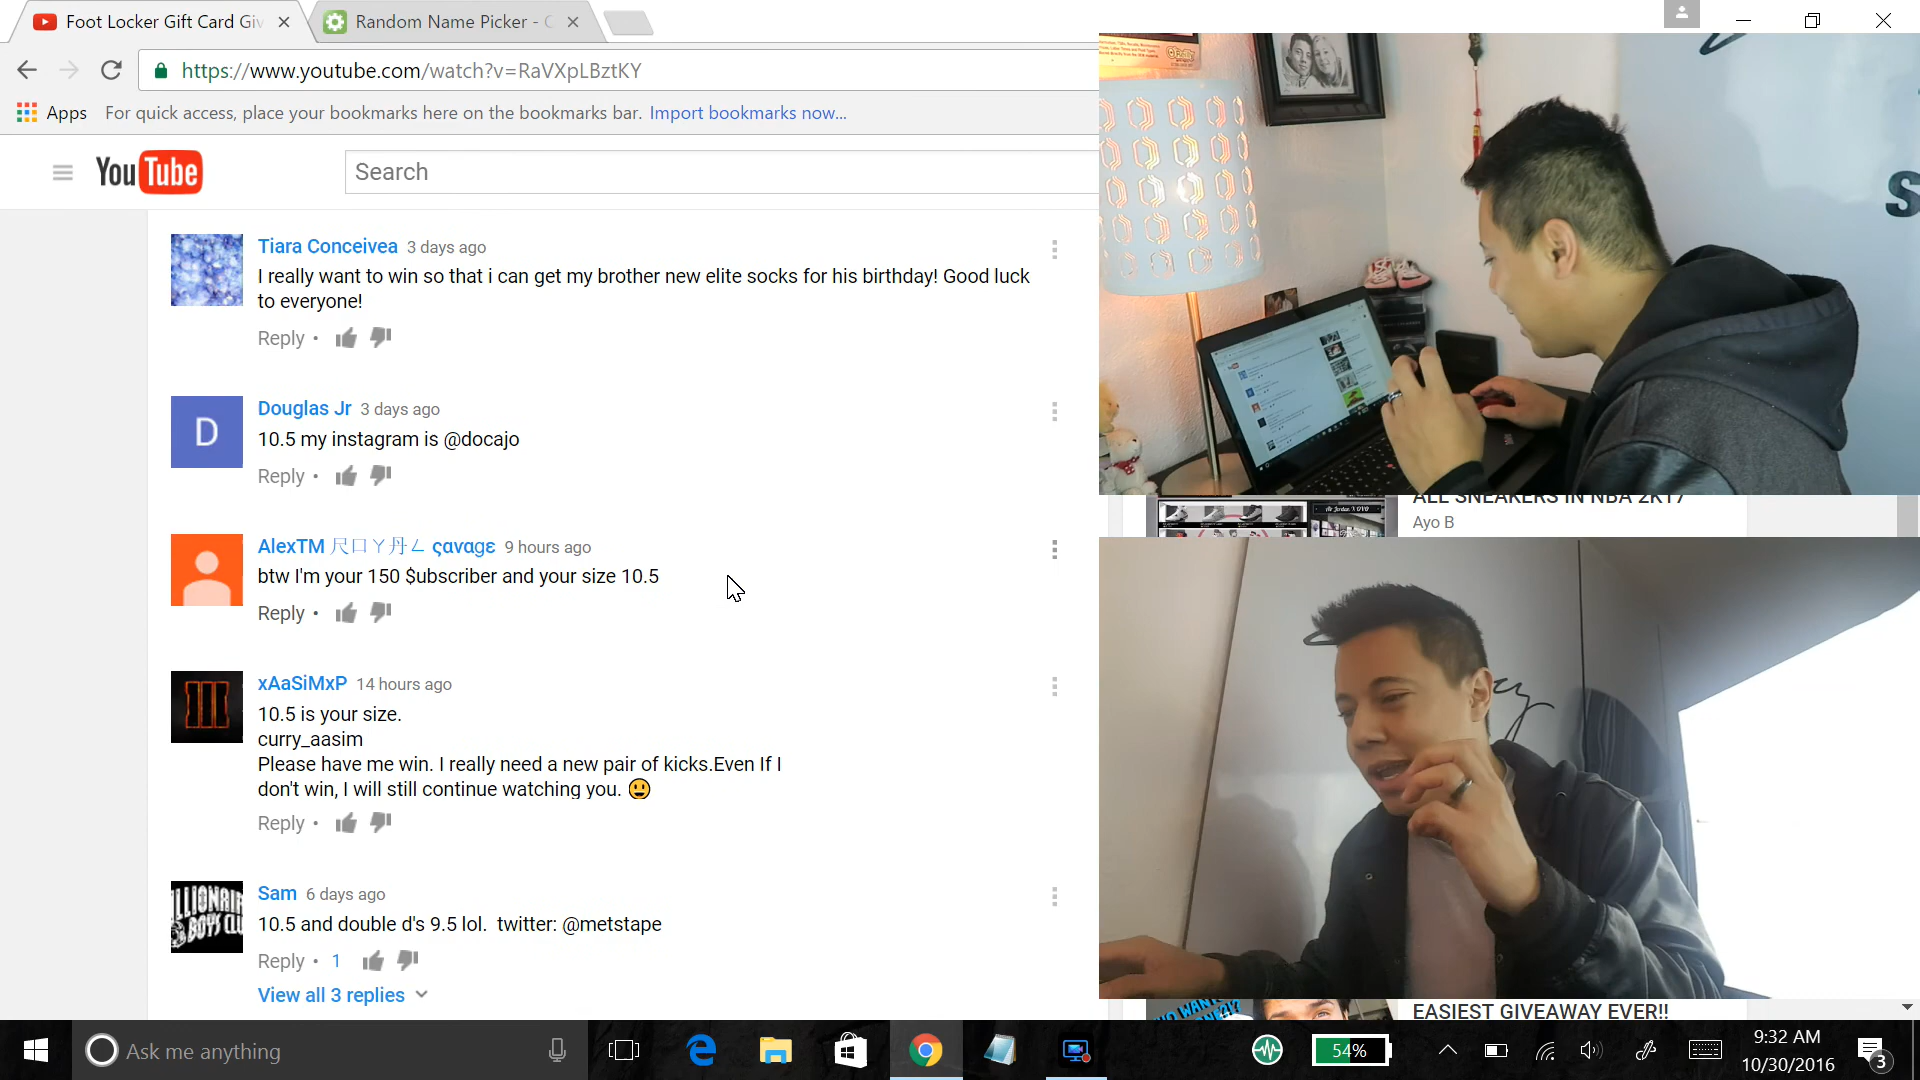 Foot Locker Gift Card Giv
Random Name Picker - C
https://www.youtube.com/watch?v=RaVXpLBztKY
Apps For quick access, place your bookmarks here on the bookmarks bar. Import bookmarks now...
YouTube
Search
Tiara Conceivea 3 days ago
I really want to win so that i can get my brother new elite socks for his birthday! Good luck
to everyone!
Reply •
D
Douglas Jr 3 days ago
10.5 my instagram is @docajo
Reply •
AlexTM 尺口丫丹ㄥ ςαναgε 9 hours ago
btw I'm your 150 $ubscriber and your size 10.5
Reply •
xAaSiMxP 14 hours ago
10.5 is your size.
curry_aasim
Please have me win. I really need a new pair of kicks.Even If I
don't win, I will still continue watching you. 😃
Reply •
Sam 6 days ago
10.5 and double d's 9.5 lol. twitter: @metstape
Reply • 1
View all 3 replies
ALL SNEAKERS IN NBA 2K17
Ayo B
Air Jordan X OVO
EASIEST GIVEAWAY EVER!!
Ask me anything
54%
9:32 AM
10/30/2016
3